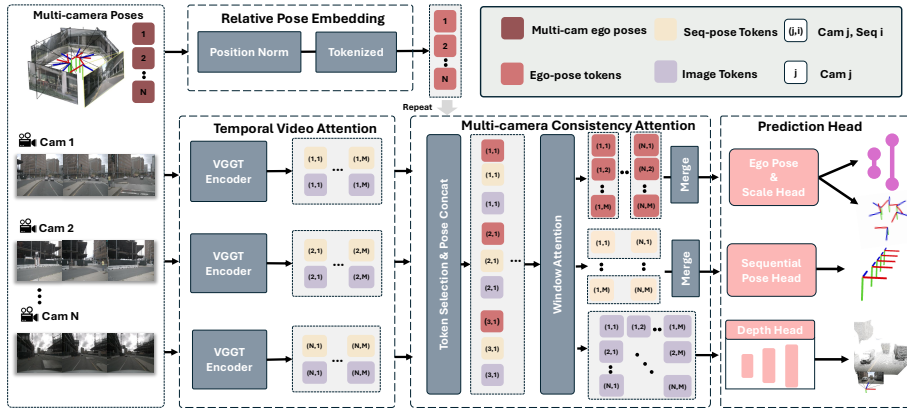 Multi-camera Poses
1
2
N
Relative Pose Embedding
Position Norm
Tokenized
1
2
N
Repeat
Multi-cam ego poses
Seq-pose Tokens
(j,i)
Cam j, Seq i
Ego-pose tokens
Image Tokens
j
Cam j
Cam 1
Cam 2
Cam N
Temporal Video Attention
VGGT
Encoder
(1,1)
(1,M)
...
(1,1)
(1,M)
VGGT
Encoder
(2,1)
(2,M)
...
(2,1)
(2,M)
VGGT
Encoder
(N,1)
(N,M)
...
(N,1)
(N,M)
Multi-camera Consistency Attention
Token Selection & Pose Concat
(1,1)
(1,1)
(1,1)
(2,1)
(2,1)
...
(2,1)
(3,1)
(3,1)
(3,1)
Window Attention
(1,1)
(N,1)
(1,2)
(N,2)
(1,M)
(N,M)
Merge
(1,1)
(N,1)
(1,M)
(N,M)
Merge
(1,1)
(1,2)
(1,M)
(2,1)
(2,M)
(N,1)
(N,M)
Prediction Head
Ego Pose
&
Scale Head
Sequential
Pose Head
Depth Head